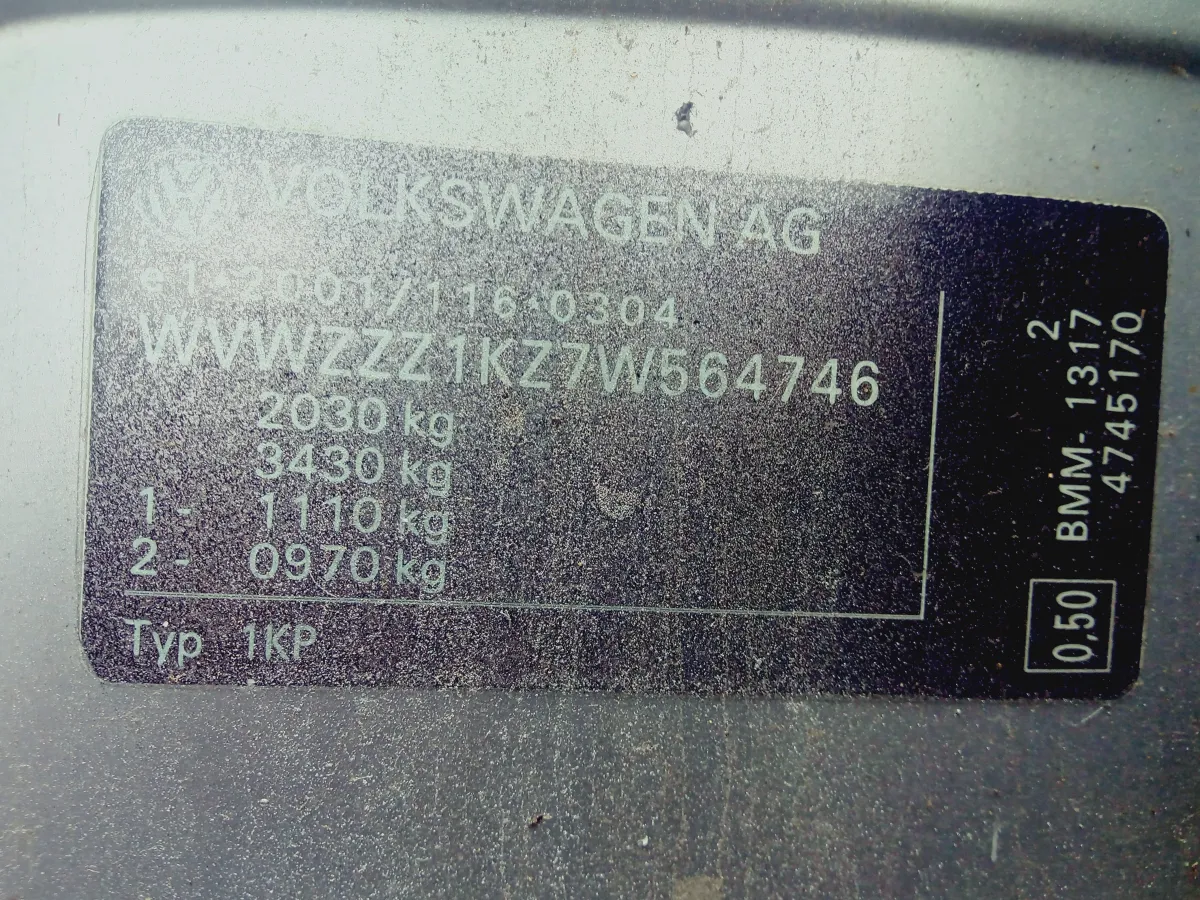 VOLKSWAGEN AG
e1*2001/116*0304
WVWZZZ1KZ7W564746
2030 kg
3430 kg
1 - 1110 kg
2 - 0970 kg
Typ 1KP
2
BMM- 1317
4745170
0,50